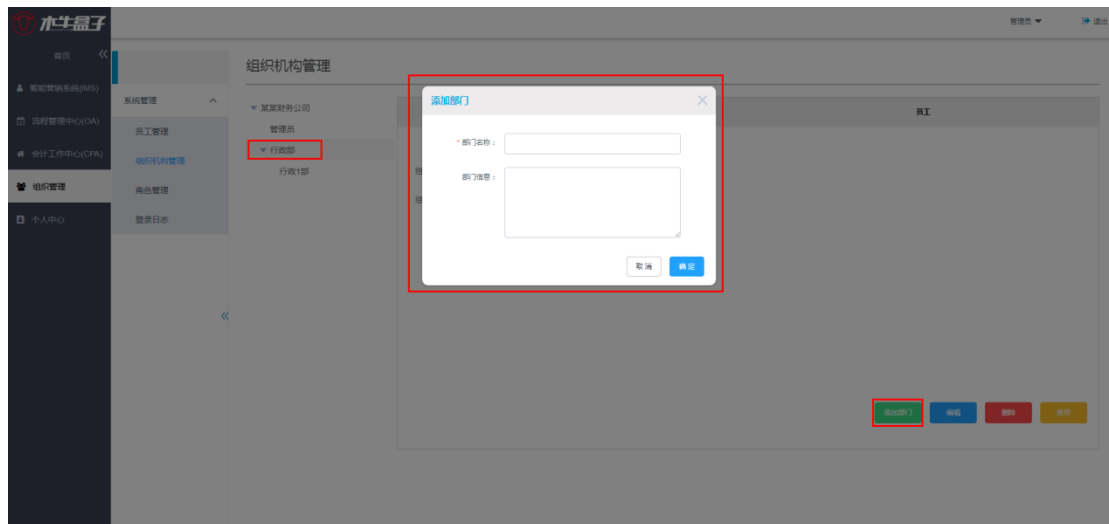 木牛盒子
管理员
退出
首页
智能营销系统(IMS)
流程管理中心(OA)
会计工作中心(CPA)
组织管理
个人中心
系统管理
员工管理
组织机构管理
角色管理
登录日志
组织机构管理
某某财务公司
管理员
行政部
行政1部
员工
组
组
添加部门
* 部门名称：
部门信息：
取消
确定
添加部门
编辑
删除
禁用